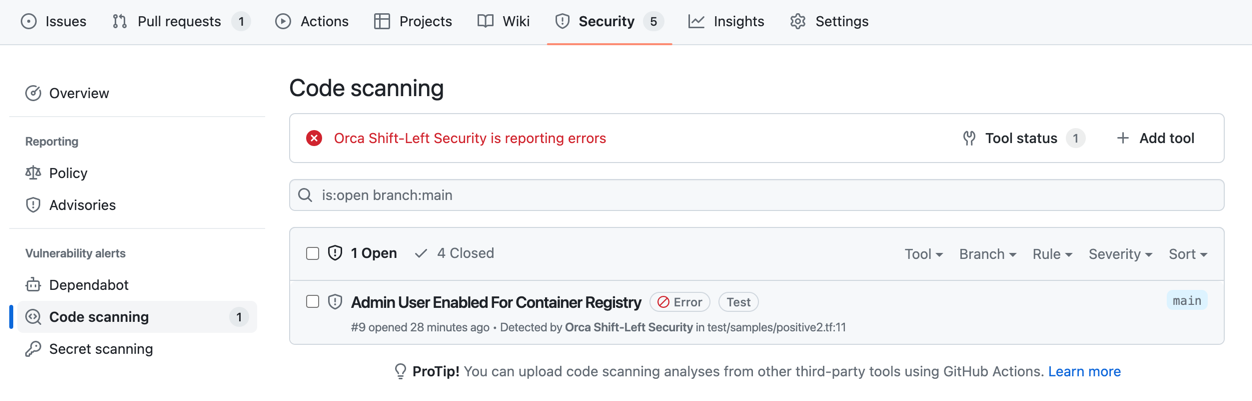 Issues Pull requests 1 Actions Projects Wiki Security 5 Insights Settings
Overview
Reporting
Policy
Advisories
Vulnerability alerts
Dependabot
Code scanning 1
Secret scanning
Code scanning
Orca Shift-Left Security is reporting errors Tool status 1 Add tool
is:open branch:main
1 Open 4 Closed Tool Branch Rule Severity Sort
Admin User Enabled For Container Registry Error Test main
#9 opened 28 minutes ago • Detected by Orca Shift-Left Security in test/samples/positive2.tf:11
ProTip! You can upload code scanning analyses from other third-party tools using GitHub Actions. Learn more